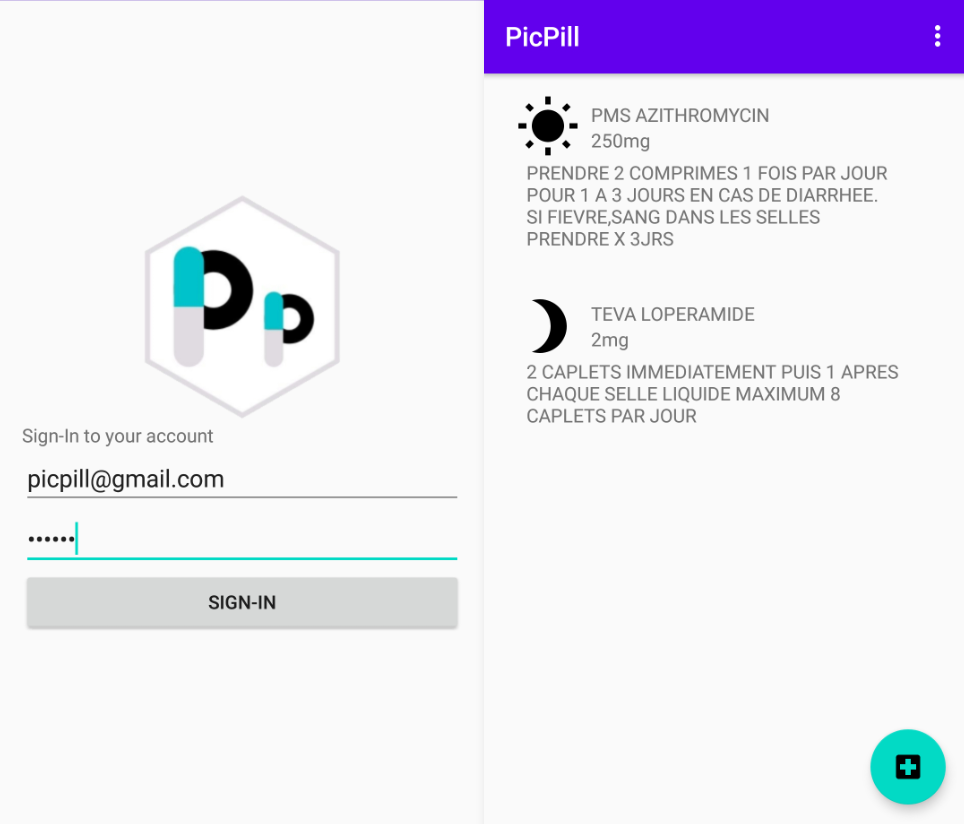 Pp
Sign-In to your account
picpill@gmail.com
••••••
SIGN-IN
PicPill
PMS AZITHROMYCIN
250mg
PRENDRE 2 COMPRIMES 1 FOIS PAR JOUR
POUR 1 A 3 JOURS EN CAS DE DIARRHEE.
SI FIEVRE,SANG DANS LES SELLES
PRENDRE X 3JRS
TEVA LOPERAMIDE
2mg
2 CAPLETS IMMEDIATEMENT PUIS 1 APRES
CHAQUE SELLE LIQUIDE MAXIMUM 8
CAPLETS PAR JOUR